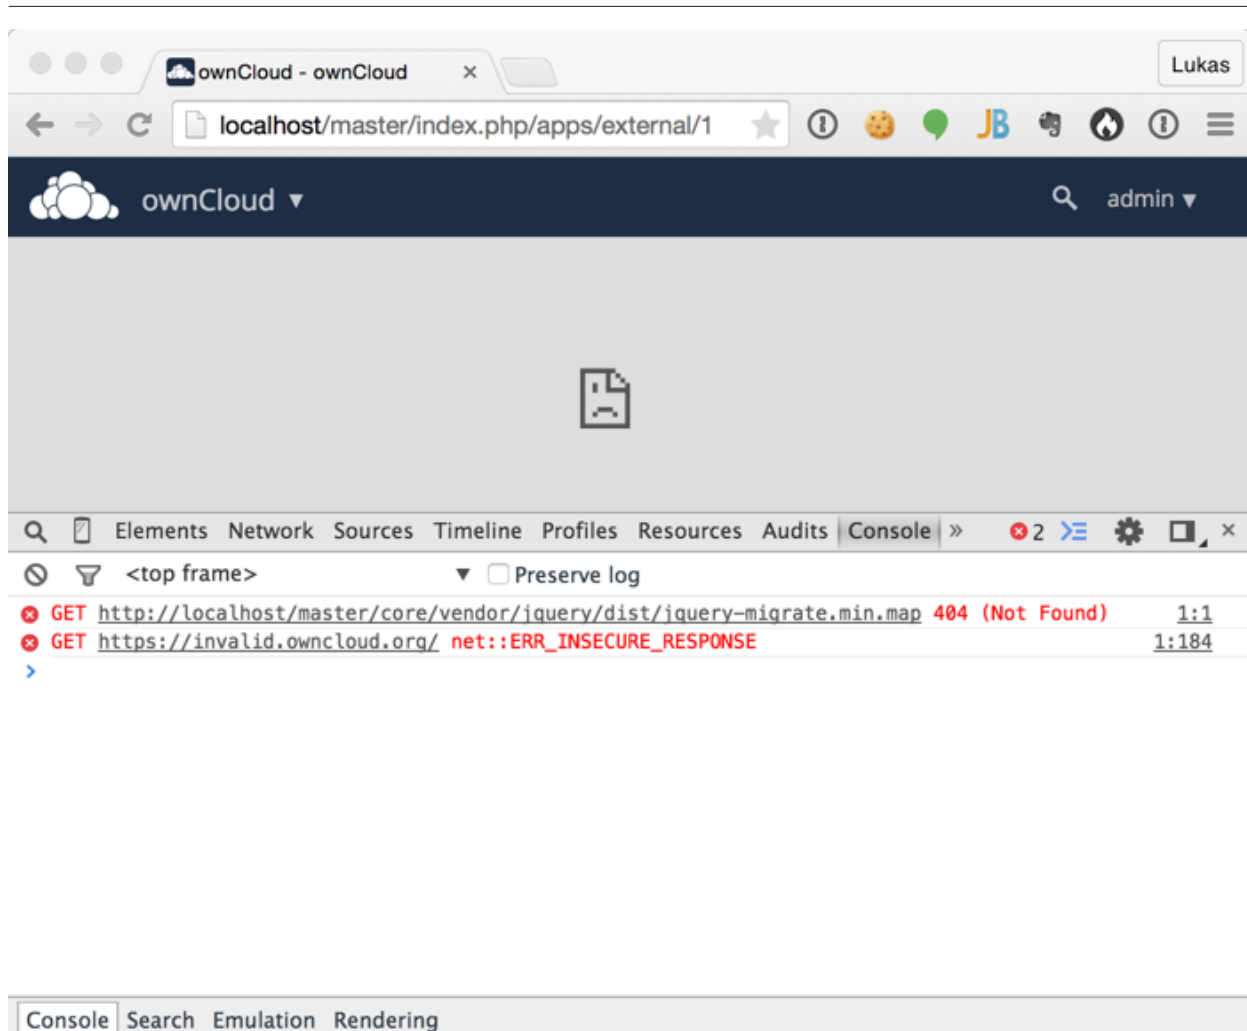 ownCloud - ownCloud
Lukas
localhost/master/index.php/apps/external/1
JB
ownCloud
admin
Elements Network Sources Timeline Profiles Resources Audits Console » 2
<top frame> Preserve log
GET http://localhost/master/core/vendor/jquery/dist/jquery-migrate.min.map 404 (Not Found) 1:1
GET https://invalid.owncloud.org/ net::ERR_INSECURE_RESPONSE 1:184
>
Console Search Emulation Rendering